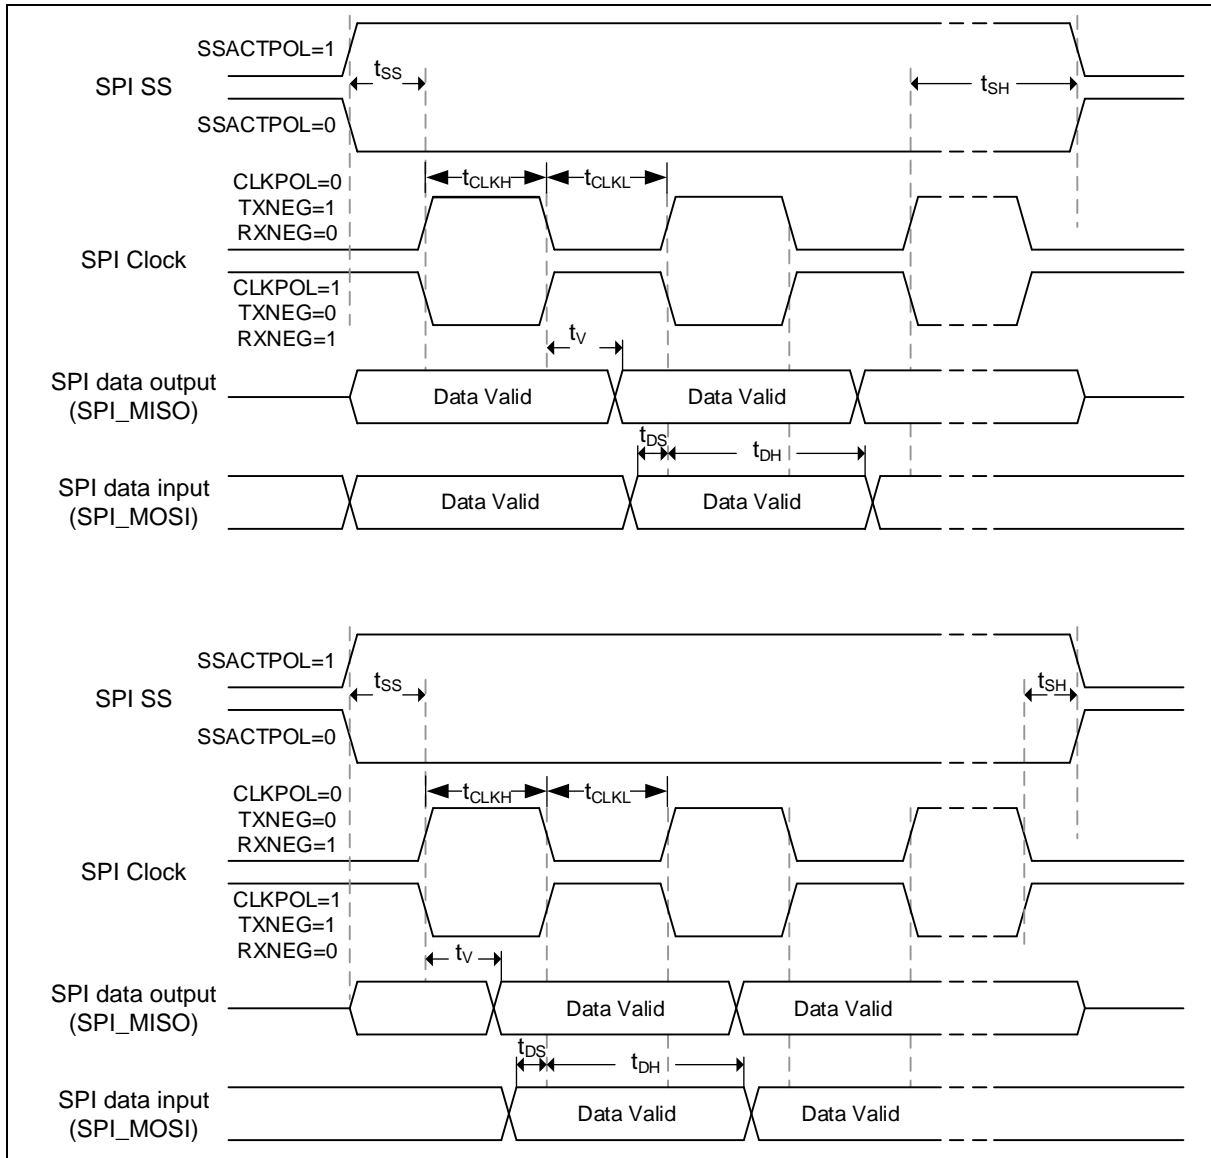 SSACTPOL=1
SPI SS
tSS
tSH
SSACTPOL=0
CLKPOL=0
TXNEG=1
RXNEG=0
tCLKH
tCLKL
SPI Clock
CLKPOL=1
TXNEG=0
RXNEG=1
tV
SPI data output
(SPI_MISO)
Data Valid
Data Valid
tDS
tDH
SPI data input
(SPI_MOSI)
Data Valid
Data Valid
SSACTPOL=1
SPI SS
tSS
tSH
SSACTPOL=0
CLKPOL=0
TXNEG=0
RXNEG=1
tCLKH
tCLKL
SPI Clock
CLKPOL=1
TXNEG=1
RXNEG=0
tV
SPI data output
(SPI_MISO)
Data Valid
Data Valid
tDS
tDH
SPI data input
(SPI_MOSI)
Data Valid
Data Valid